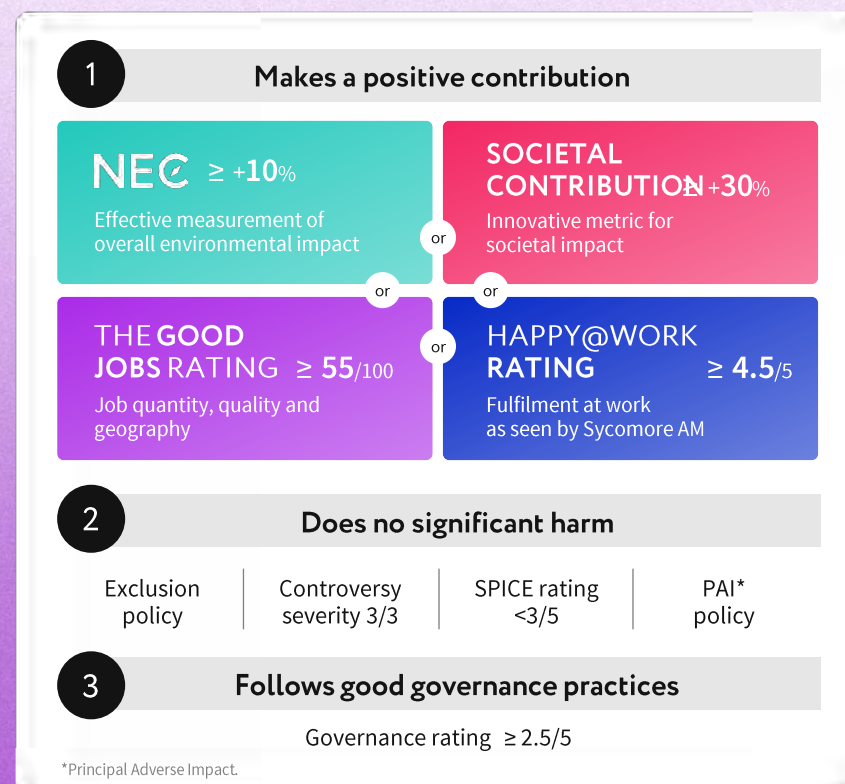 1
Makes a positive contribution
NEC ≥ +10%
Effective measurement of
overall environmental impact
or
SOCIETAL
CONTRIBUTION ≥ +30%
Innovative metric for
societal impact
or
or
THE GOOD
JOBS RATING ≥ 55/100
Job quantity, quality and
geography
or
HAPPY@WORK
RATING ≥ 4.5/5
Fulfilment at work
as seen by Sycomore AM
2
Does no significant harm
Exclusion
policy
Controversy
severity 3/3
SPICE rating
<3/5
PAI*
policy
3
Follows good governance practices
Governance rating ≥ 2.5/5
*Principal Adverse Impact.